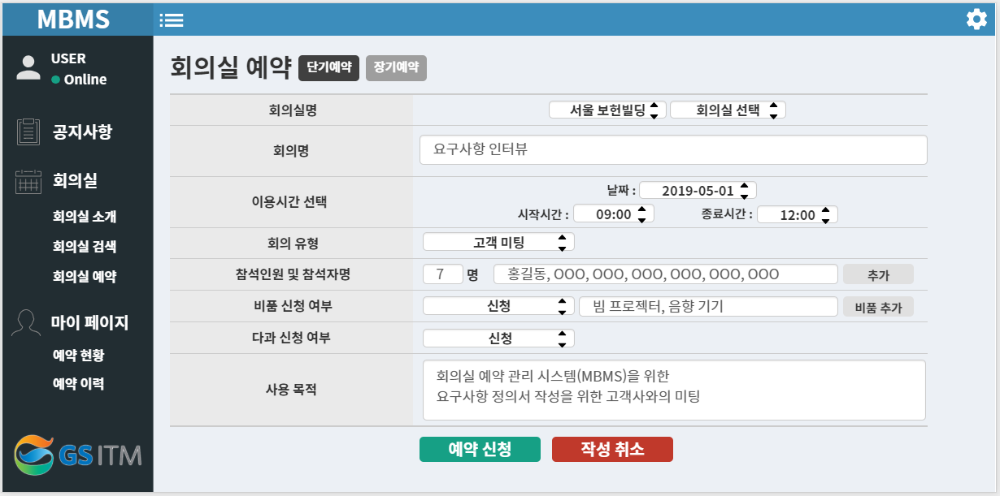 MBMS
USER
Online
공지사항
회의실
회의실 소개
회의실 검색
회의실 예약
마이 페이지
예약 현황
예약 이력
GS ITM
회의실 예약 단기예약 장기예약
회의실명 서울 보헌빌딩 회의실 선택
회의명 요구사항 인터뷰
이용시간 선택 날짜 : 2019-05-01
시작시간 : 09:00 종료시간 : 12:00
회의 유형 고객 미팅
참석인원 및 참석자명 7 명 홍길동, OOO, OOO, OOO, OOO, OOO, OOO 추가
비품 신청 여부 신청 빔 프로젝터, 음향 기기 비품 추가
다과 신청 여부 신청
사용 목적
회의실 예약 관리 시스템(MBMS)을 위한
요구사항 정의서 작성을 위한 고객사와의 미팅
예약 신청 작성 취소